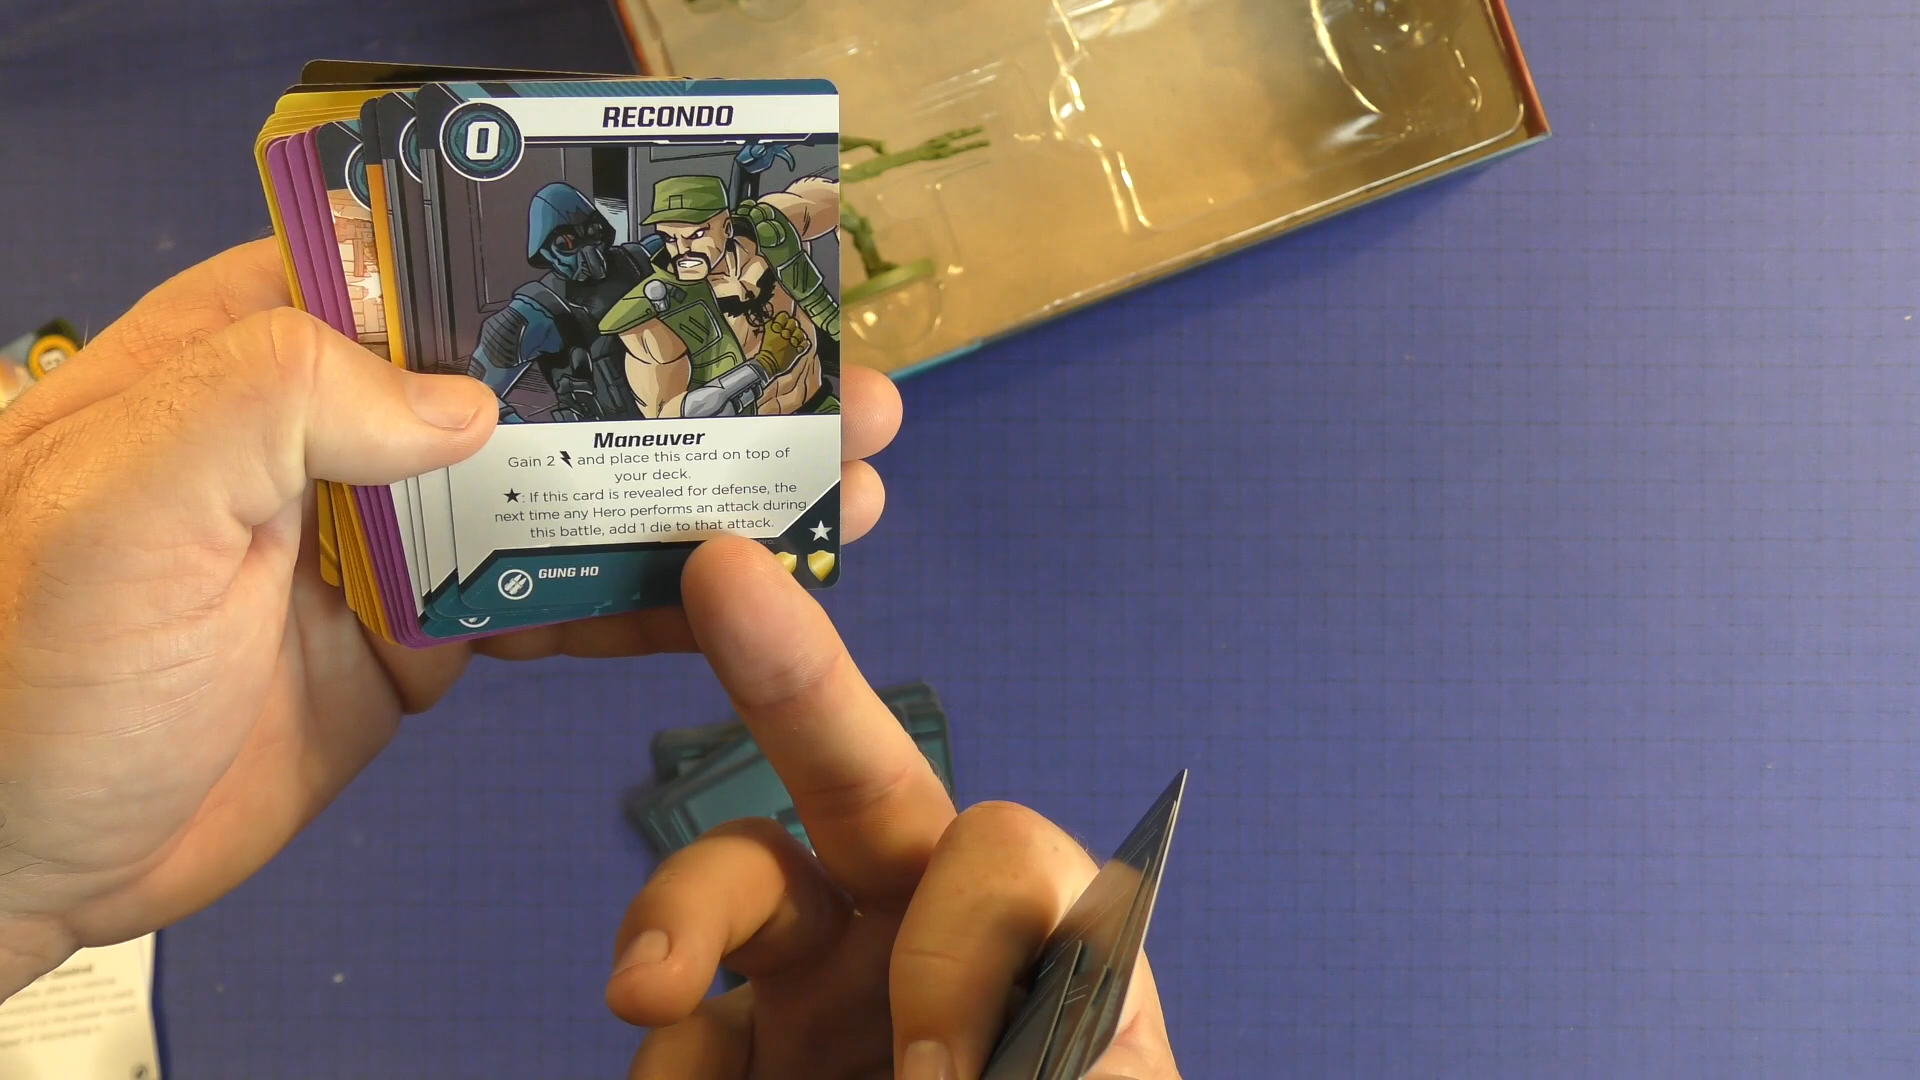 RECONDO
0
Maneuver
Gain 2 and place this card on top of
your deck.
★: If this card is revealed for defense, the
next time any Hero performs an attack during
this battle, add 1 die to that attack.
GUNG HO